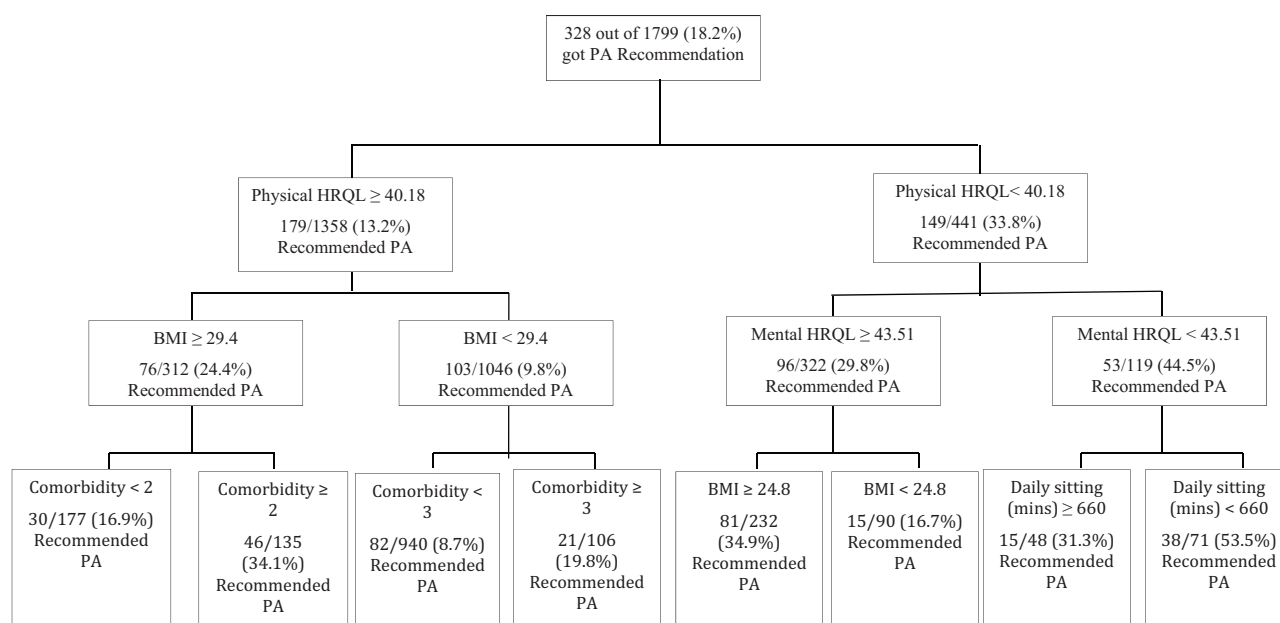 328 out of 1799 (18.2%)
got PA Recommendation
Physical HRQL ≥ 40.18
179/1358 (13.2%)
Recommended PA
Physical HRQL< 40.18
149/441 (33.8%)
Recommended PA
BMI ≥ 29.4
76/312 (24.4%)
Recommended PA
BMI < 29.4
103/1046 (9.8%)
Recommended PA
Mental HRQL ≥ 43.51
96/322 (29.8%)
Recommended PA
Mental HRQL < 43.51
53/119 (44.5%)
Recommended PA
Comorbidity < 2
30/177 (16.9%)
Recommended
PA
Comorbidity ≥
2
46/135
(34.1%)
Recommended
PA
Comorbidity <
3
82/940 (8.7%)
Recommended
PA
Comorbidity ≥
3
21/106
(19.8%)
Recommended
PA
BMI ≥ 24.8
81/232
(34.9%)
Recommended
PA
BMI < 24.8
15/90 (16.7%)
Recommended
PA
Daily sitting
(mins) ≥ 660
15/48 (31.3%)
Recommended
PA
Daily sitting
(mins) < 660
38/71 (53.5%)
Recommended
PA